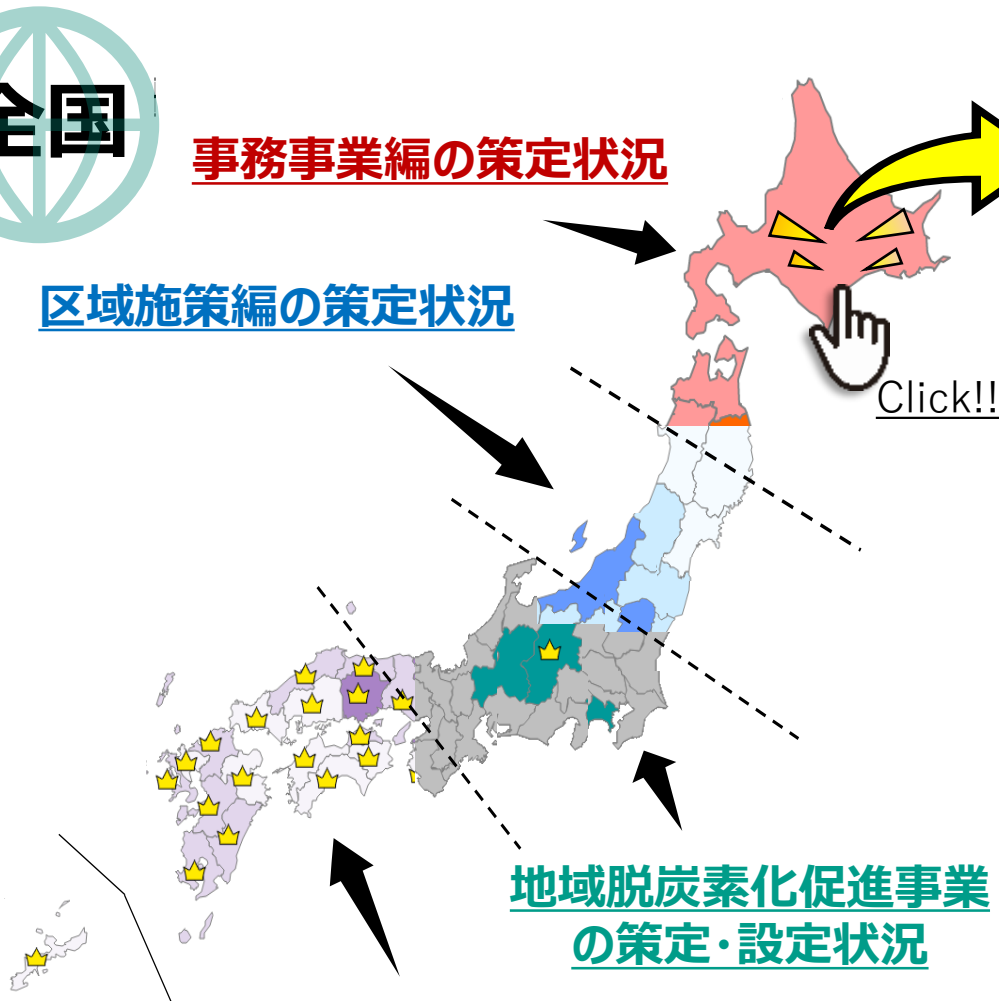 全国
事務事業編の策定状況
区域施策編の策定状況
Click!!
地域脱炭素化促進事業
の策定・設定状況